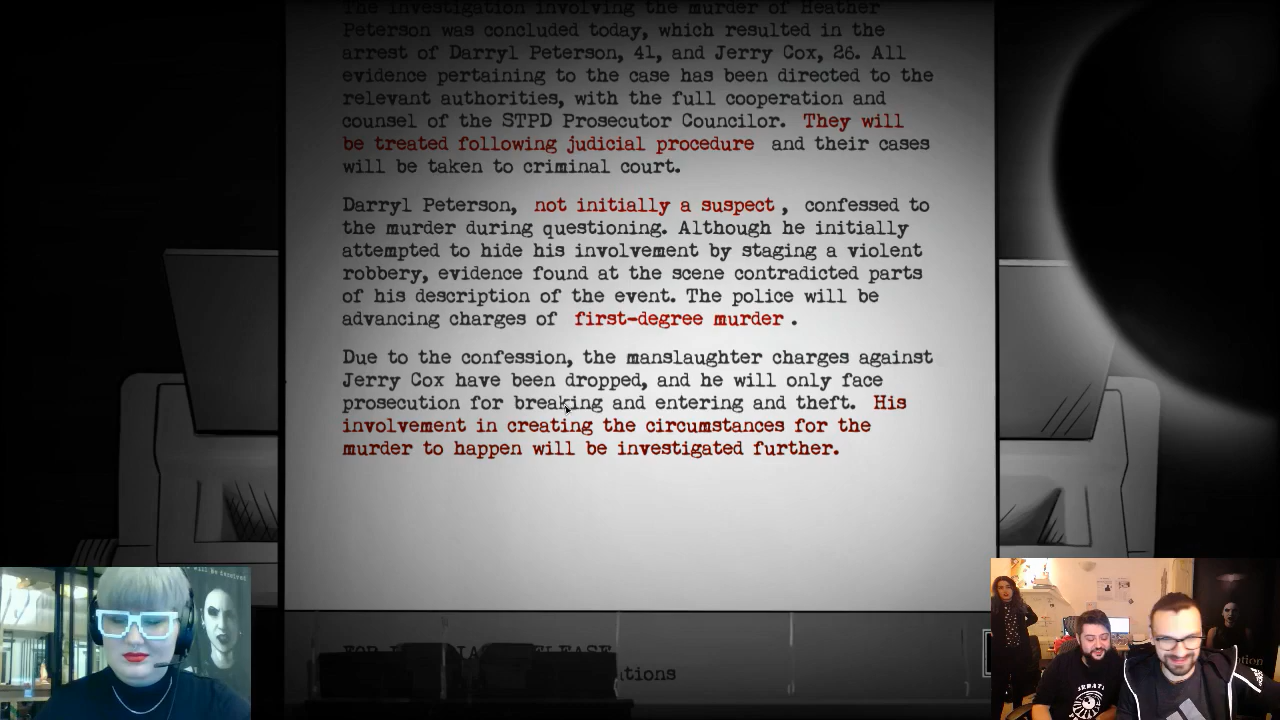 The investigation involving the murder of Heather
Peterson was concluded today, which resulted in the
arrest of Darryl Peterson, 41, and Jerry Cox, 26. All
evidence pertaining to the case has been directed to the
relevant authorities, with the full cooperation and
counsel of the STPD Prosecutor Councilor. They will
be treated following judicial procedure and their cases
will be taken to criminal court.
Darryl Peterson, not initially a suspect , confessed to
the murder during questioning. Although he initially
attempted to hide his involvement by staging a violent
robbery, evidence found at the scene contradicted parts
of his description of the event. The police will be
advancing charges of first-degree murder .
Due to the confession, the manslaughter charges against
Jerry Cox have been dropped, and he will only face
prosecution for breaking and entering and theft. His
involvement in creating the circumstances for the
murder to happen will be investigated further.